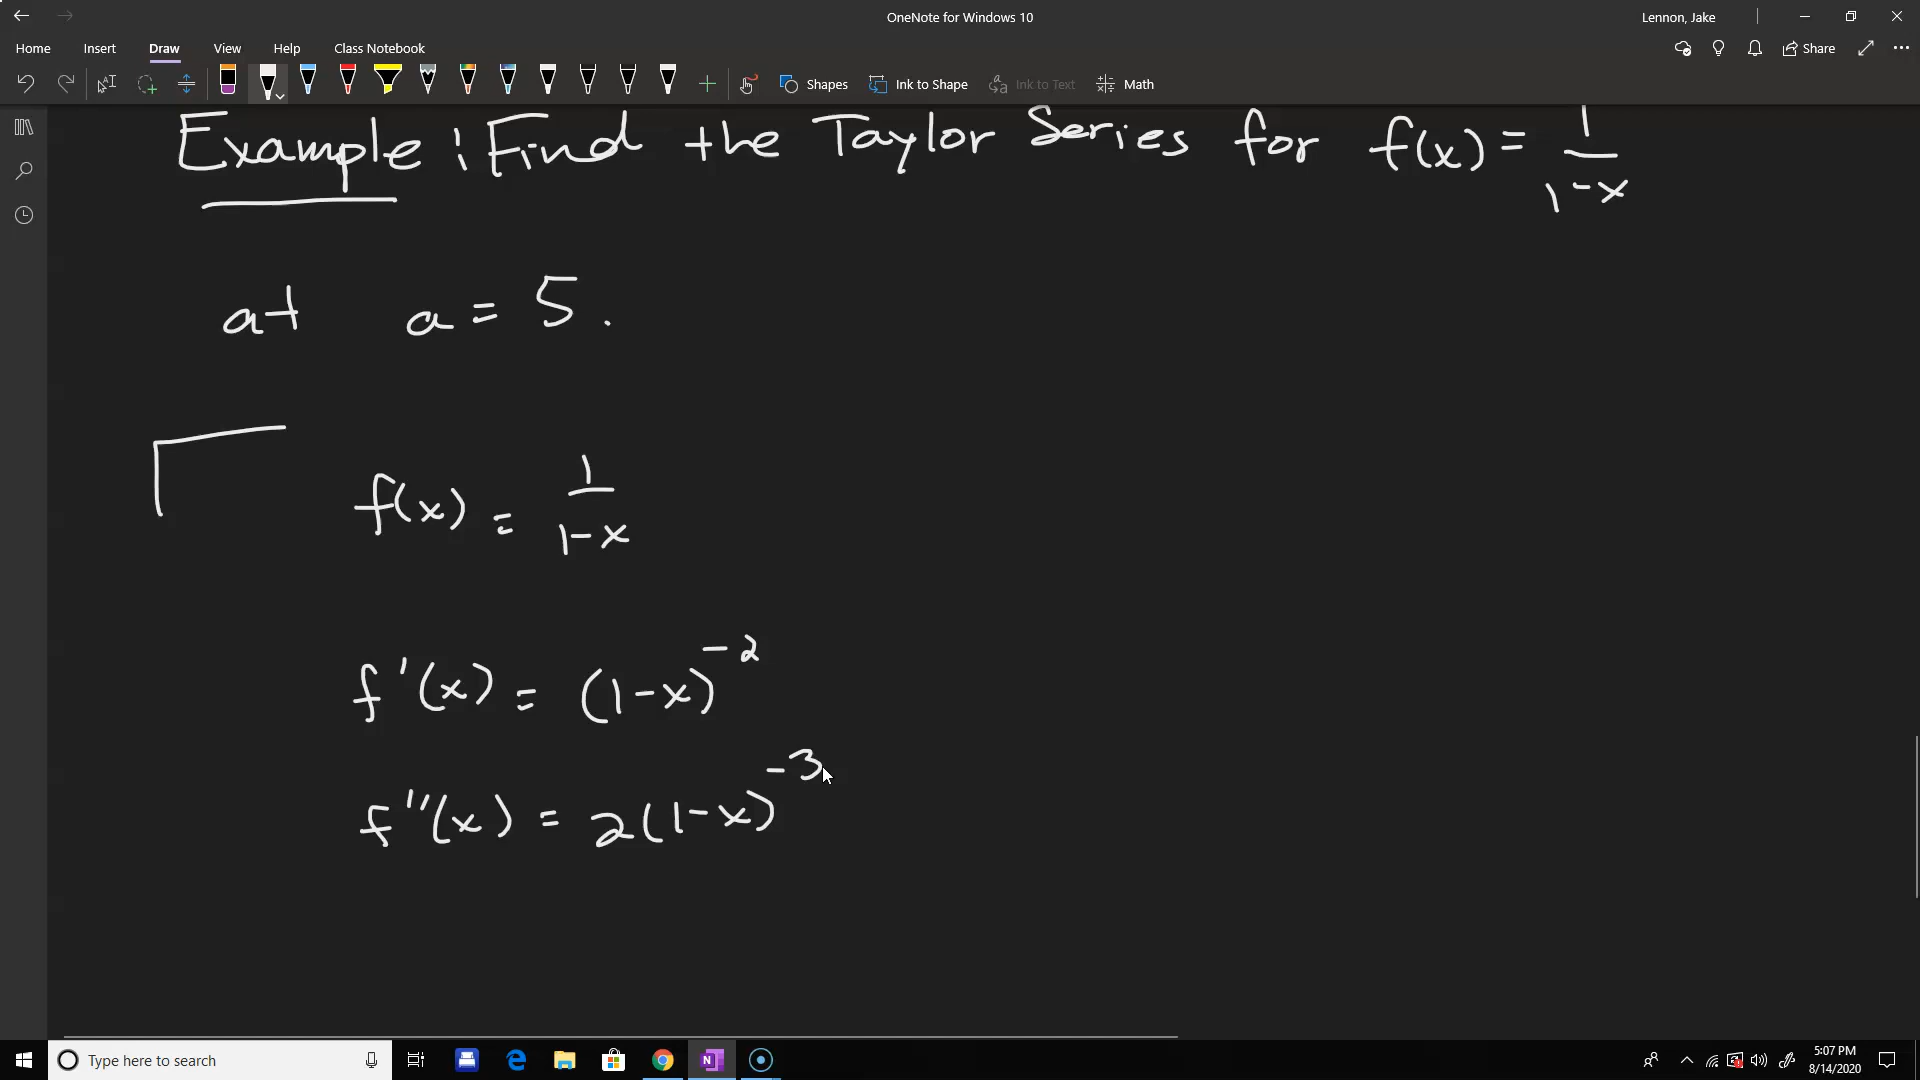 OneNote for Windows 10
Lennon, Jake
Home Insert Draw View Help Class Notebook
Share
Shapes Ink to Shape Ink to Text Math
Example : Find the Taylor Series for f(x) = 1/(1-x)
at a = 5.
f(x) = 1/(1-x)
f'(x) = (1-x)^-2
f''(x) = 2(1-x)^-3
Type here to search
5:07 PM
8/14/2020